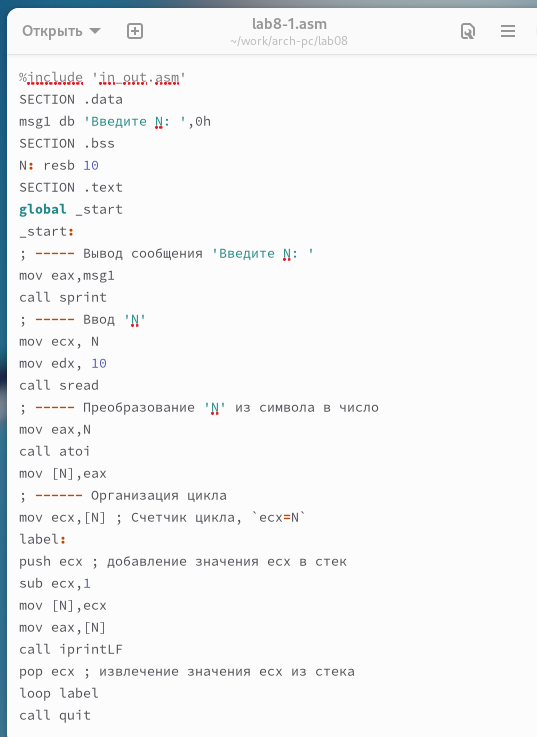 Открыть
lab8-1.asm
~/work/arch-pc/lab08
%include 'in_out.asm'
SECTION .data
msg1 db 'Введите N: ',0h
SECTION .bss
N: resb 10
SECTION .text
global _start
_start:
; ----- Вывод сообщения 'Введите N: '
mov eax,msg1
call sprint
; ----- Ввод 'N'
mov ecx, N
mov edx, 10
call sread
; ----- Преобразование 'N' из символа в число
mov eax,N
call atoi
mov [N],eax
; ------ Организация цикла
mov ecx,[N] ; Счетчик цикла, `ecx=N`
label:
push ecx ; добавление значения ecx в стек
sub ecx,1
mov [N],ecx
mov eax,[N]
call iprintLF
pop ecx ; извлечение значения ecx из стека
loop label
call quit